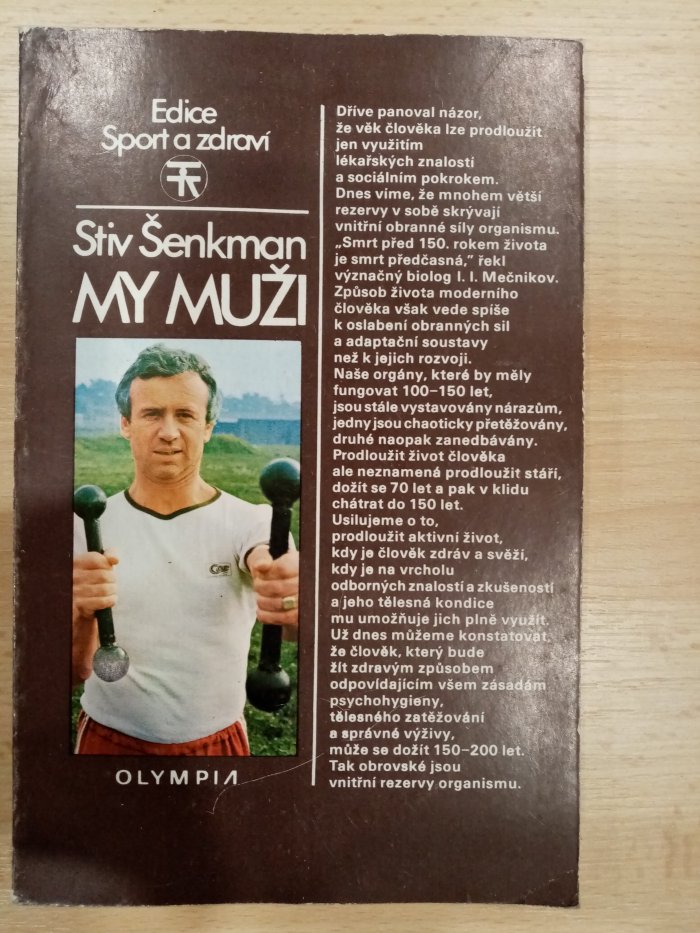 Edice
Sport a zdraví
Stiv Šenkman
MY MUŽI
OLYMPIA
Dříve panoval názor,
že věk člověka lze prodloužit
jen využitím
lékařských znalostí
a sociálním pokrokem.
Dnes víme, že mnohem větší
rezervy v sobě skrývají
vnitřní obranné síly organismu.
„Smrt před 150. rokem života
je smrt předčasná,” řekl
význačný biolog I. I. Mečnikov.
Způsob života moderního
člověka však vede spíše
k oslabení obranných sil
a adaptační soustavy
než k jejich rozvoji.
Naše orgány, které by měly
fungovat 100–150 let,
jsou stále vystavovány nárazům,
jedny jsou chaoticky přetěžovány,
druhé naopak zanedbávány.
Prodloužit život člověka
ale neznamená prodloužit stáří,
dožít se 70 let a pak v klidu
chátrat do 150 let.
Usilujeme o to,
prodloužit aktivní život,
kdy je člověk zdráv a svěží,
kdy je na vrcholu
odborných znalostí a zkušeností
a jeho tělesná kondice
mu umožňuje jich plně využít.
Už dnes můžeme konstatovat,
že člověk, který bude
žít zdravým způsobem
odpovídajícím všem zásadám
psychohygieny,
tělesného zatěžování
a správné výživy,
může se dožít 150–200 let.
Tak obrovské jsou
vnitřní rezervy organismu.